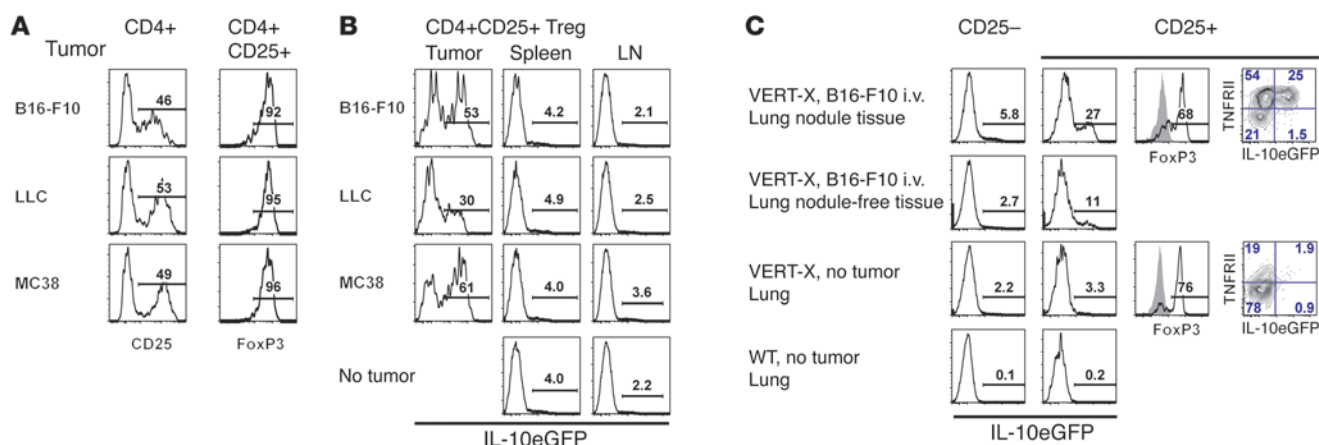 A
CD4+
CD4+
CD25+
Tumor
B16-F10
46
92
LLC
53
95
MC38
49
96
CD25
FoxP3
B
CD4+CD25+ Treg
Tumor
Spleen
LN
B16-F10
53
4.2
2.1
LLC
30
4.9
2.5
MC38
61
4.0
3.6
No tumor
4.0
2.2
IL-10eGFP
C
CD25–
CD25+
VERT-X, B16-F10 i.v.
Lung nodule tissue
5.8
27
68
FoxP3
TNFRII
54
25
21
1.5
IL-10eGFP
VERT-X, B16-F10 i.v.
Lung nodule-free tissue
2.7
11
VERT-X, no tumor
Lung
2.2
3.3
76
FoxP3
TNFRII
19
1.9
78
0.9
IL-10eGFP
WT, no tumor
Lung
0.1
0.2
IL-10eGFP